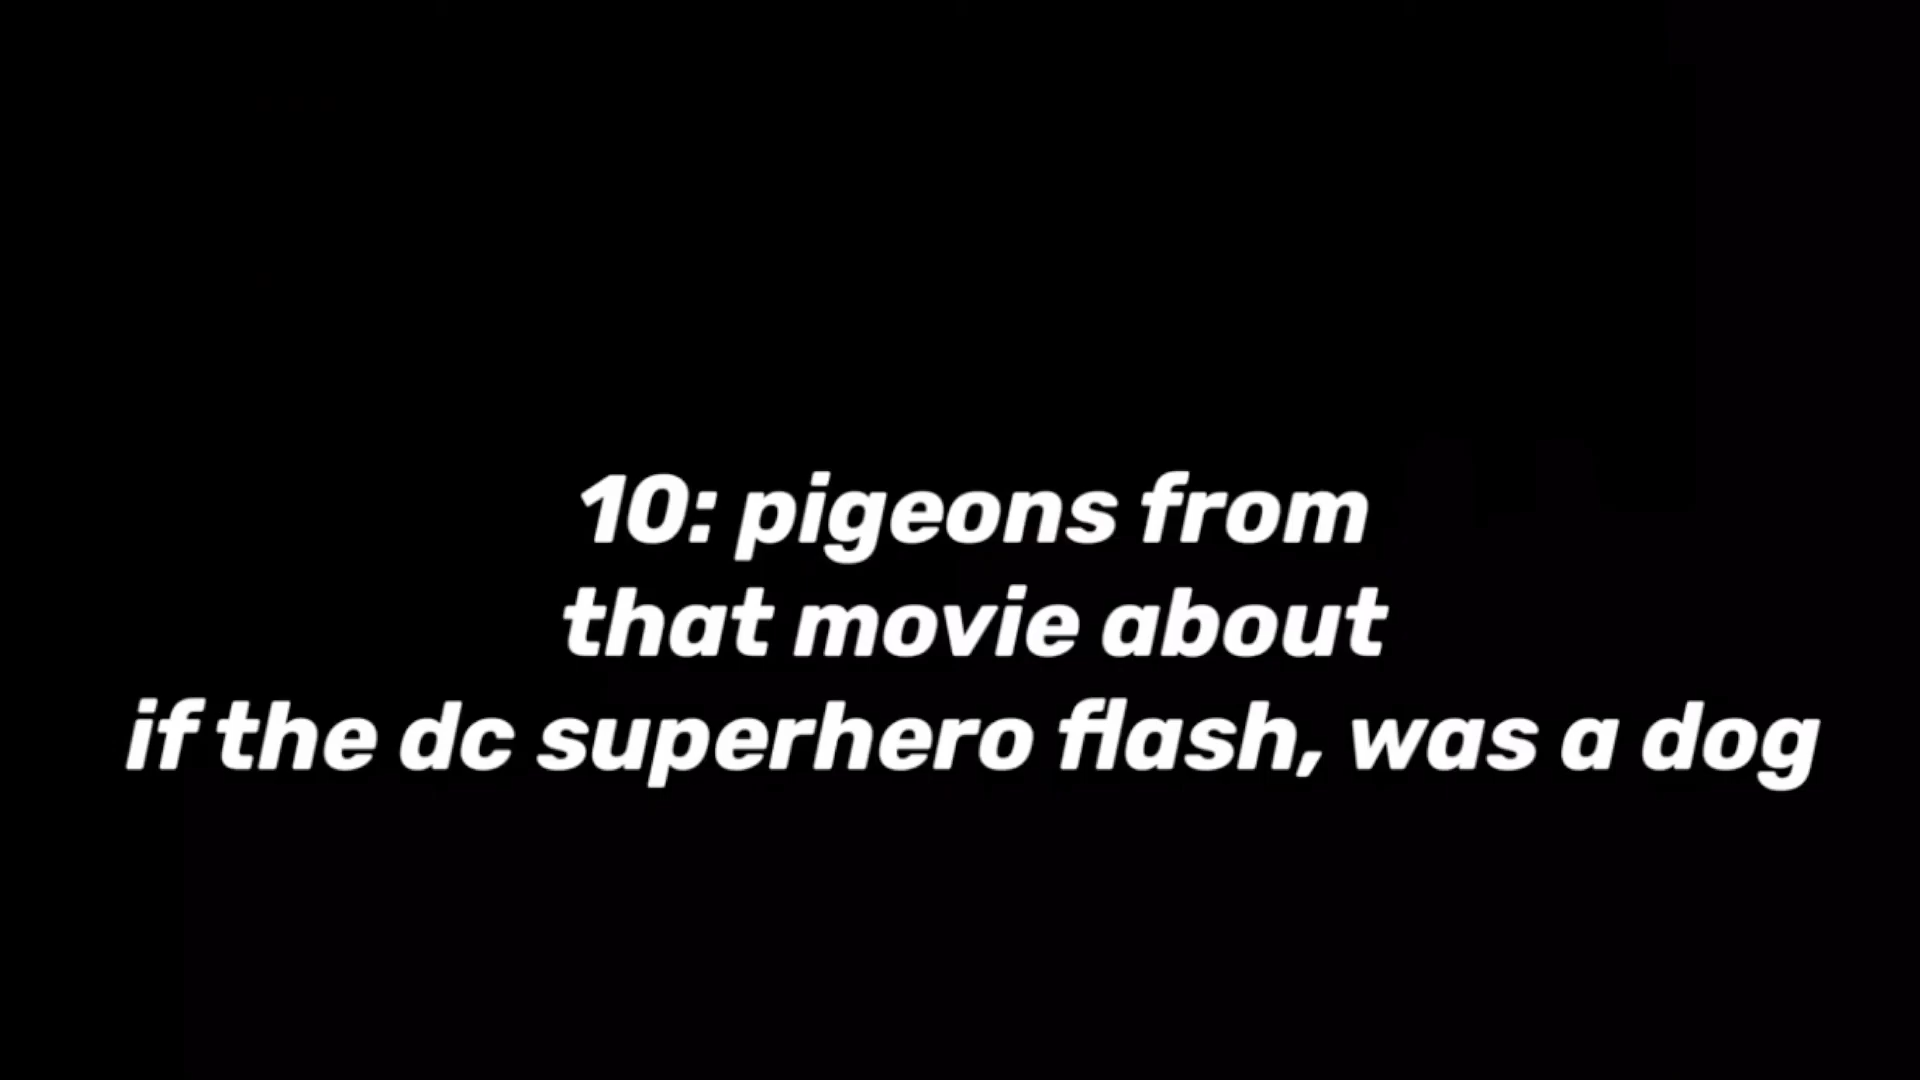 10: pigeons from
that movie about
if the dc superhero flash, was a dog